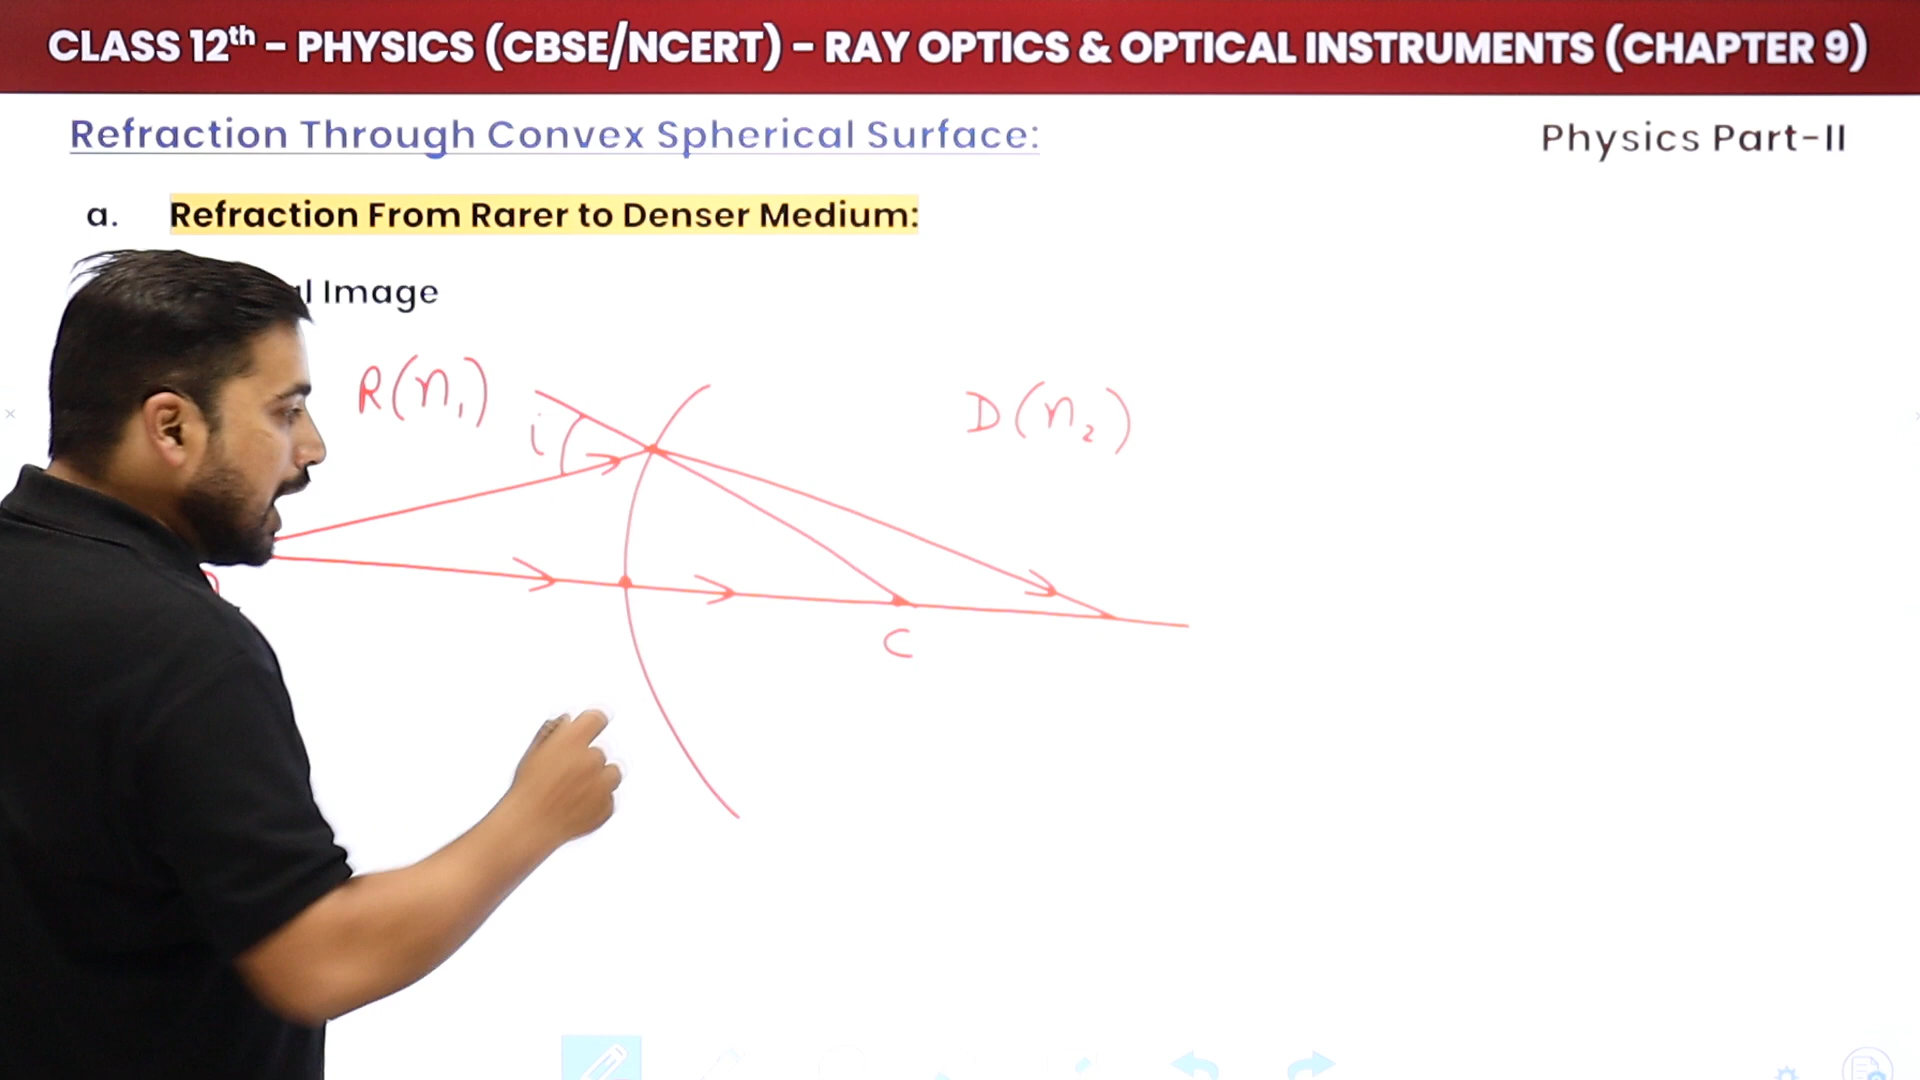 CLASS 12th - PHYSICS (CBSE/NCERT) - RAY OPTICS & OPTICAL INSTRUMENTS (CHAPTER 9)
Refraction Through Convex Spherical Surface:
Physics Part-II
a. Refraction From Rarer to Denser Medium:
l Image
R(n₁)
i
D(n₂)
C